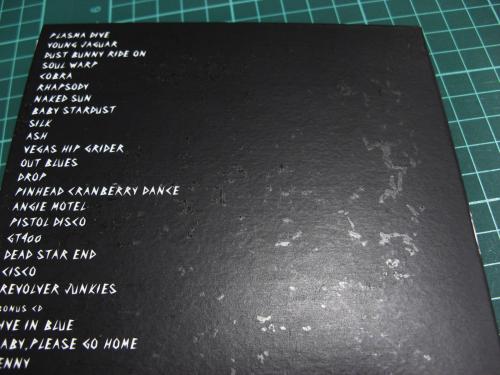 PLASMA DIVE
YOUNG JAGUAR
DUST BUNNY RIDE ON
SOUL WARP
COBRA
RHAPSODY
NAKED SUN
BABY STARDUST
SILK
ASH
VEGAS HIP GRIDER
OUT BLUES
DROP
PINHEAD CRANBERRY DANCE
ANGIE MOTEL
PISTOL DISCO
GT400
DEAD STAR END
CISCO
REVOLVER JUNKIES
BONUS CD
IVE IN BLUE
ABY, PLEASE GO HOME
ENNY